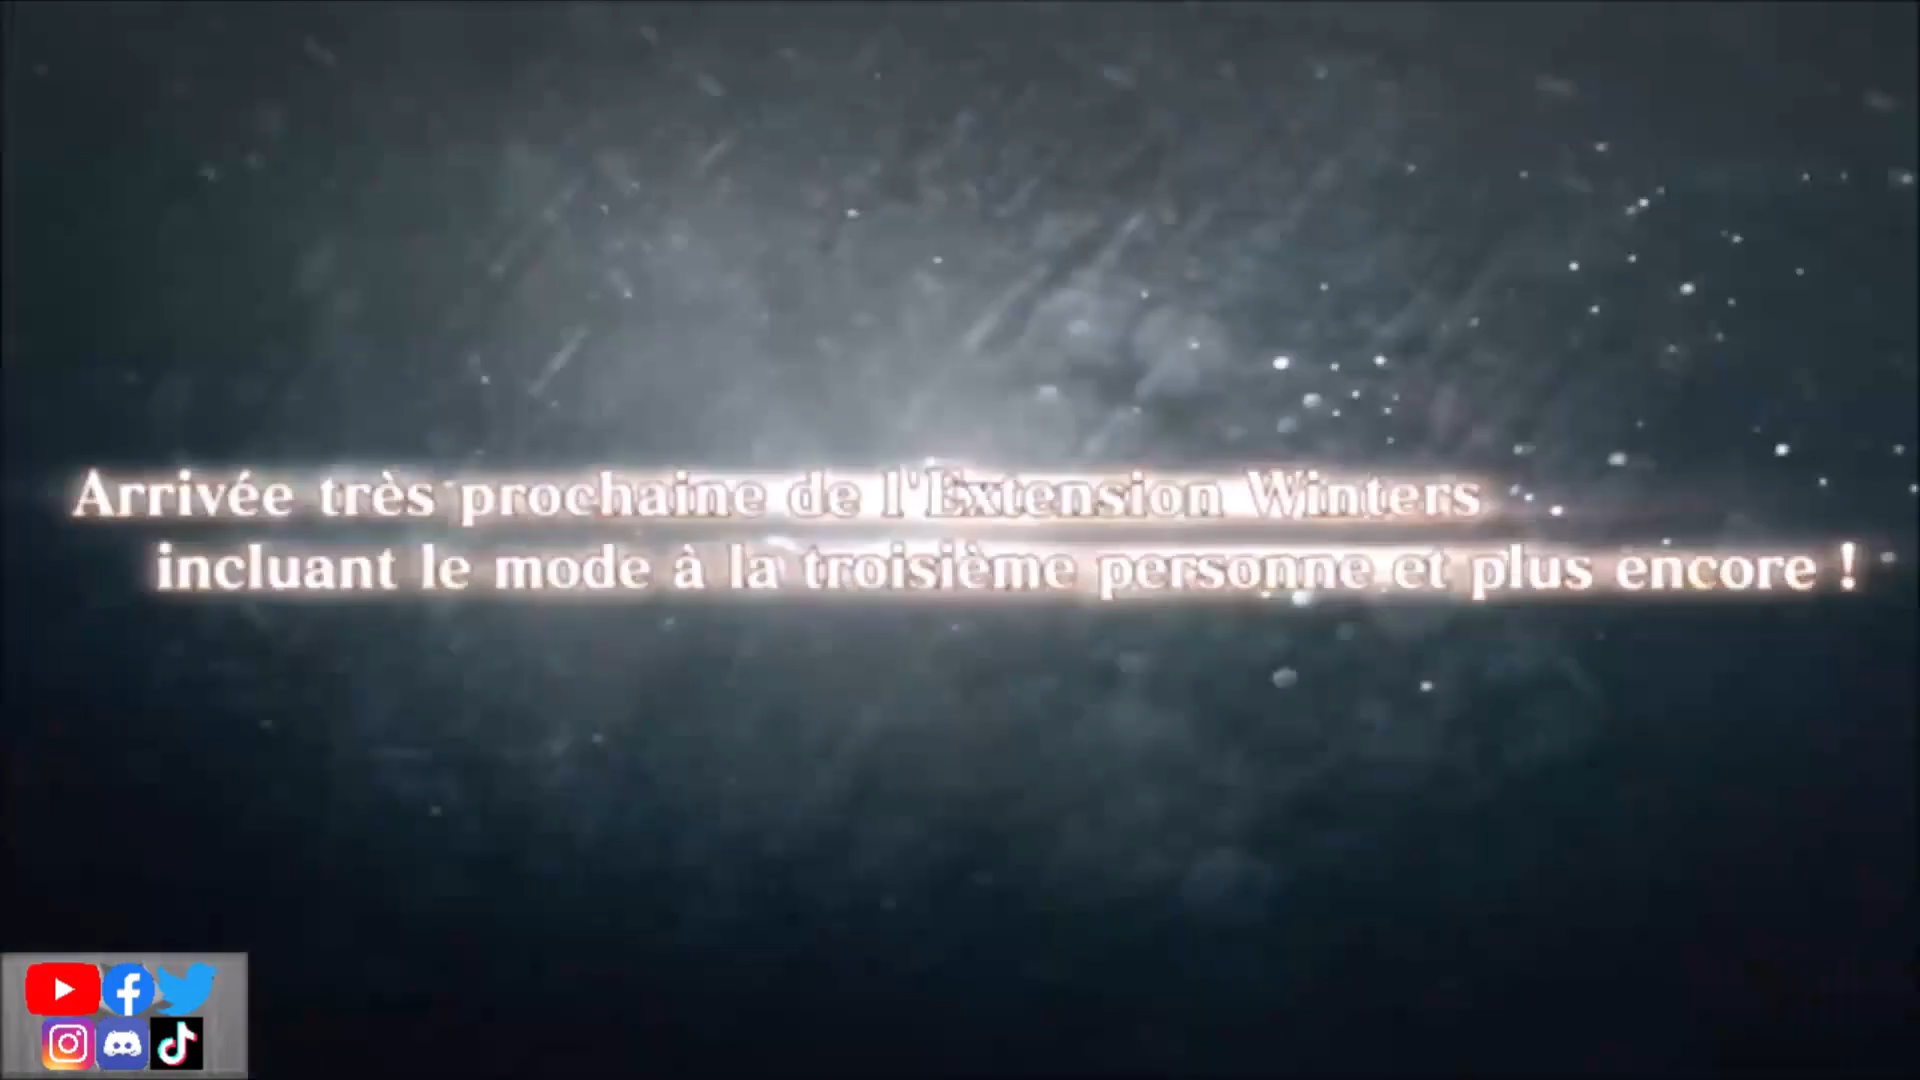 Arrivée très prochaine de l'Extension Winters
incluant le mode à la troisième personne et plus encore !